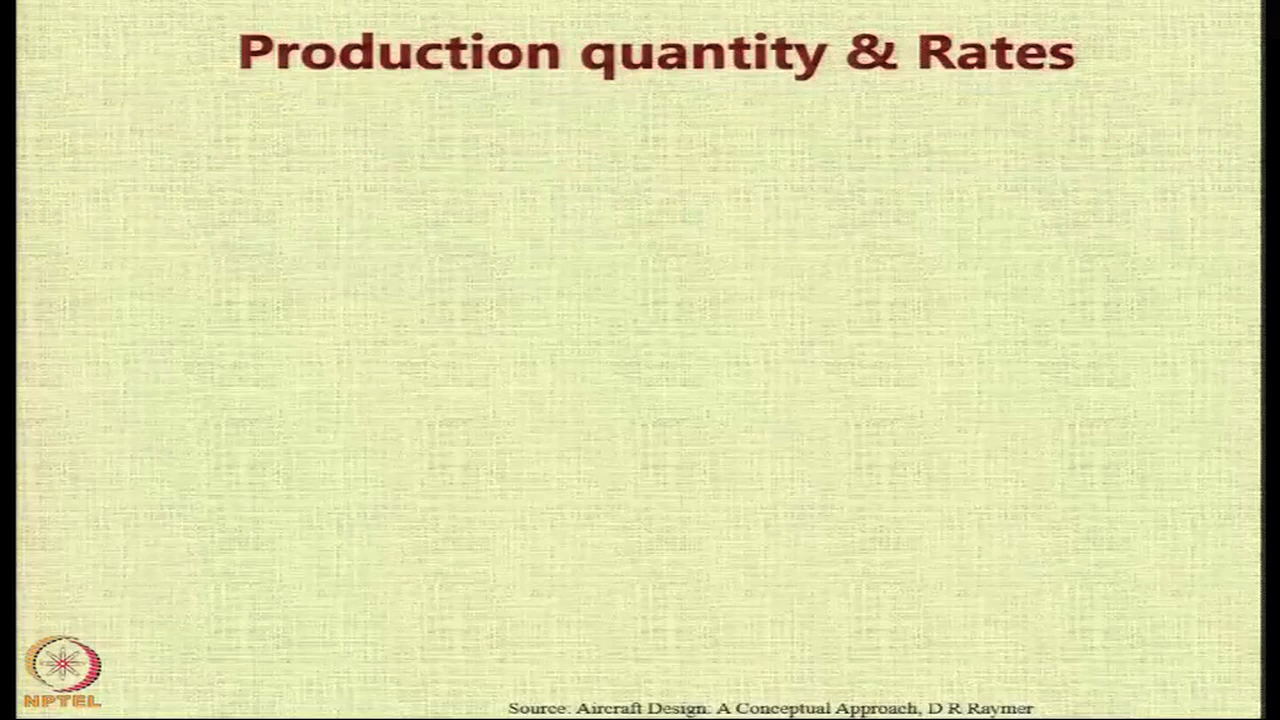 Production quantity & Rates
NPTEL
Source: Aircraft Design: A Conceptual Approach, D R Raymer